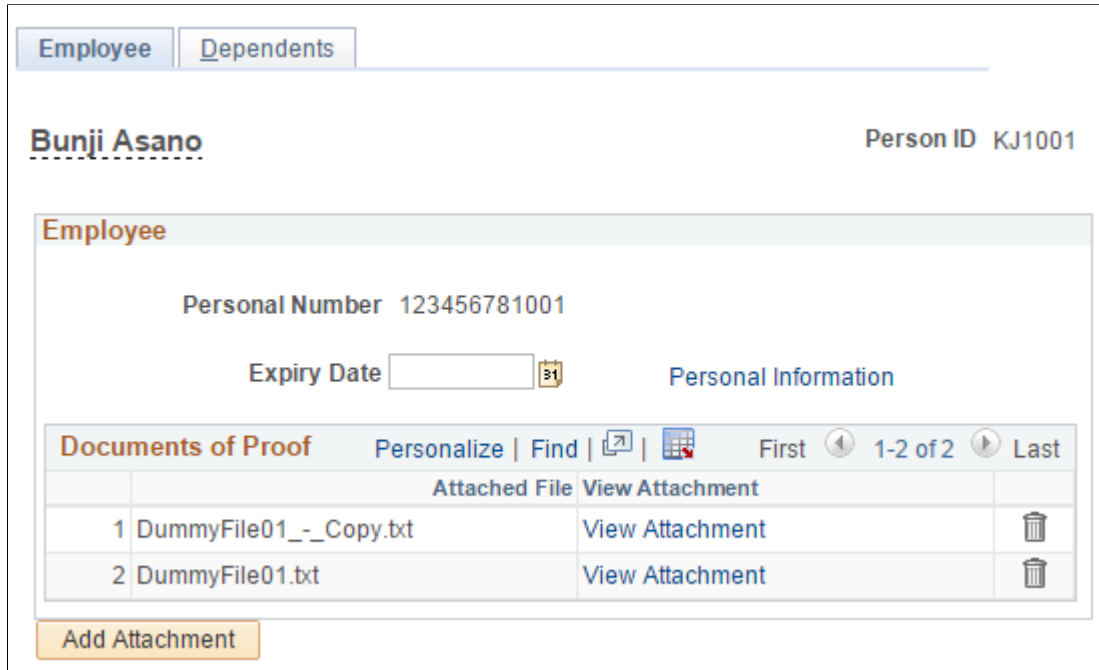 Employee Dependents
Bunji Asano Person ID KJ1001
Employee
Personal Number 123456781001
Expiry Date 31 Personal Information
Documents of Proof Personalize | Find | | First 1-2 of 2 Last
Attached File View Attachment
1 DummyFile01_-_Copy.txt View Attachment
2 DummyFile01.txt View Attachment
Add Attachment